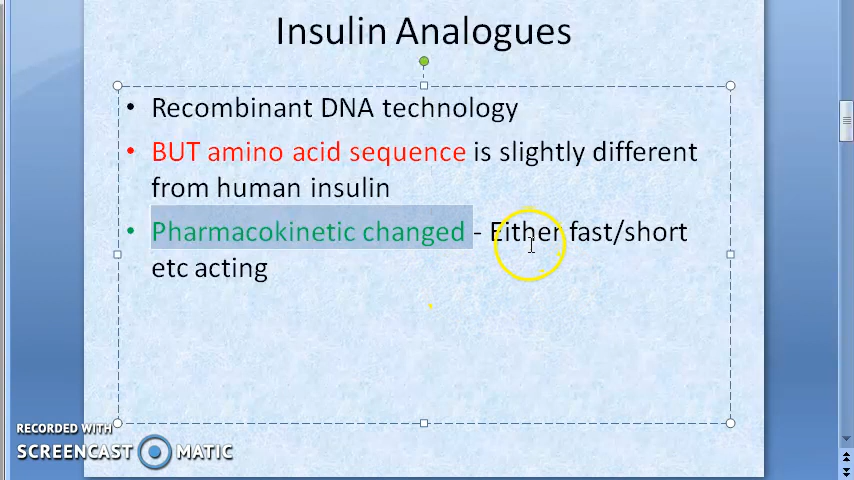 Insulin Analogues
• Recombinant DNA technology
• BUT amino acid sequence is slightly different
from human insulin
• Pharmacokinetic changed - Either fast/short
etc acting
RECORDED WITH
SCREENCAST MATIC